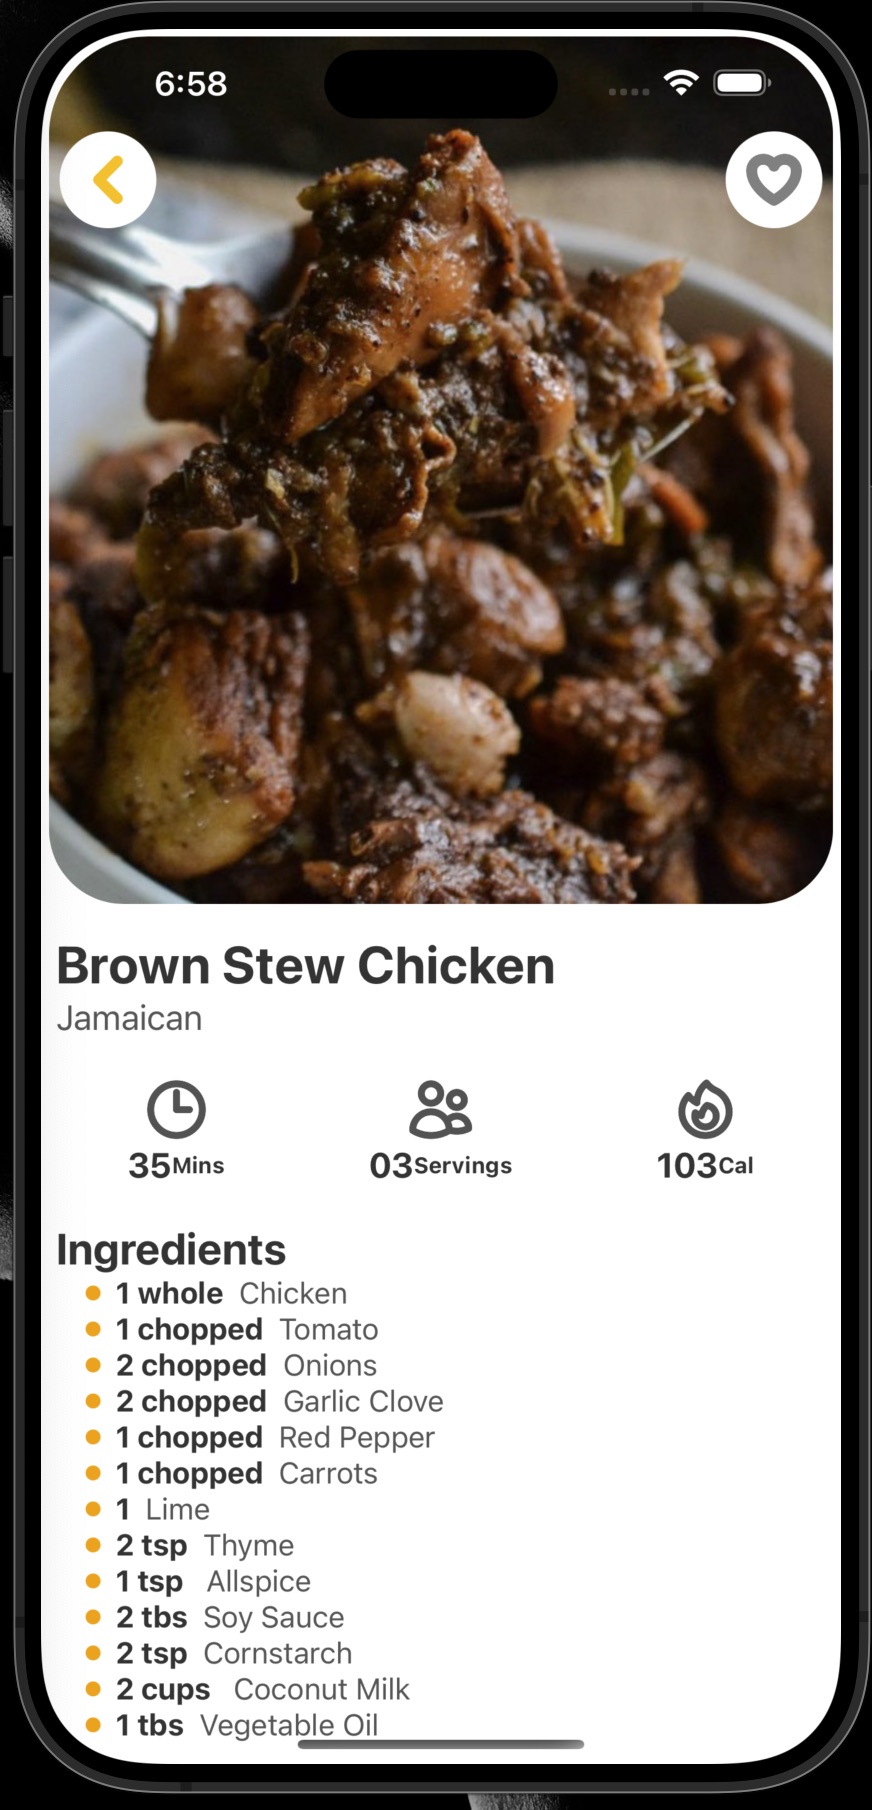 6:58
Brown Stew Chicken
Jamaican
35Mins 03Servings 103Cal
Ingredients
1 whole Chicken
1 chopped Tomato
2 chopped Onions
2 chopped Garlic Clove
1 chopped Red Pepper
1 chopped Carrots
1 Lime
2 tsp Thyme
1 tsp Allspice
2 tbs Soy Sauce
2 tsp Cornstarch
2 cups Coconut Milk
1 tbs Vegetable Oil